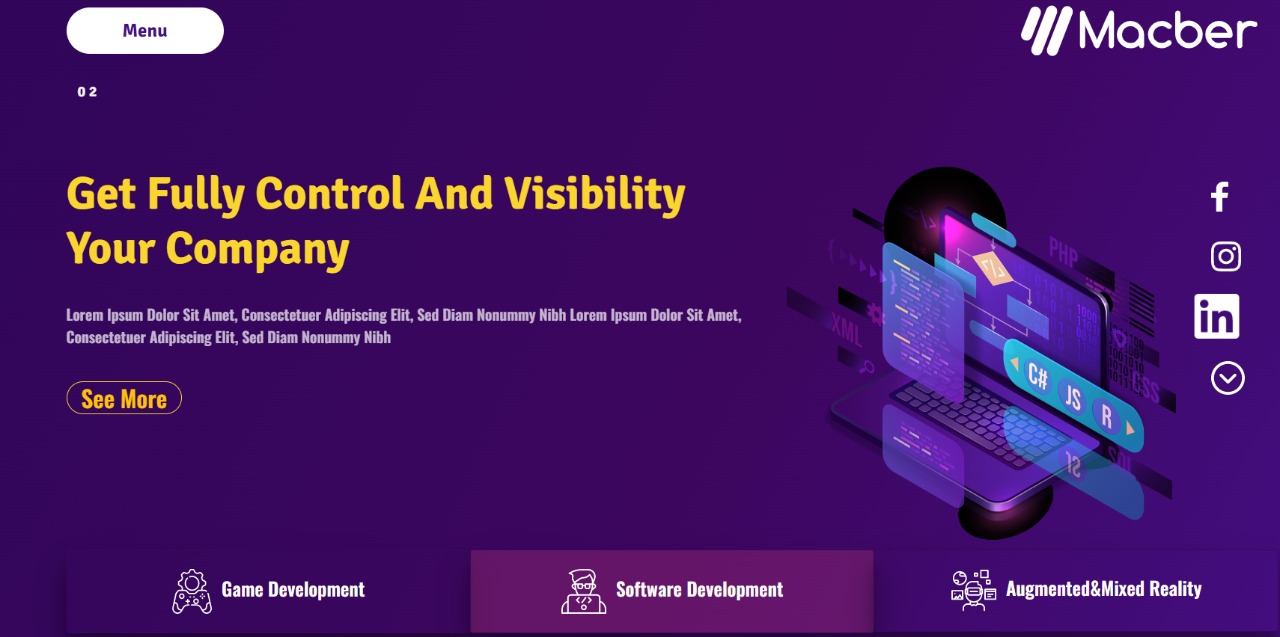 Menu
Macber
02
Get Fully Control And Visibility
Your Company
Lorem Ipsum Dolor Sit Amet, Consectetuer Adipiscing Elit, Sed Diam Nonummy Nibh Lorem Ipsum Dolor Sit Amet,
Consectetuer Adipiscing Elit, Sed Diam Nonummy Nibh
See More
PHP
XML
CSS
C# JS R
SQL
in
Game Development
Software Development
Augmented&Mixed Reality